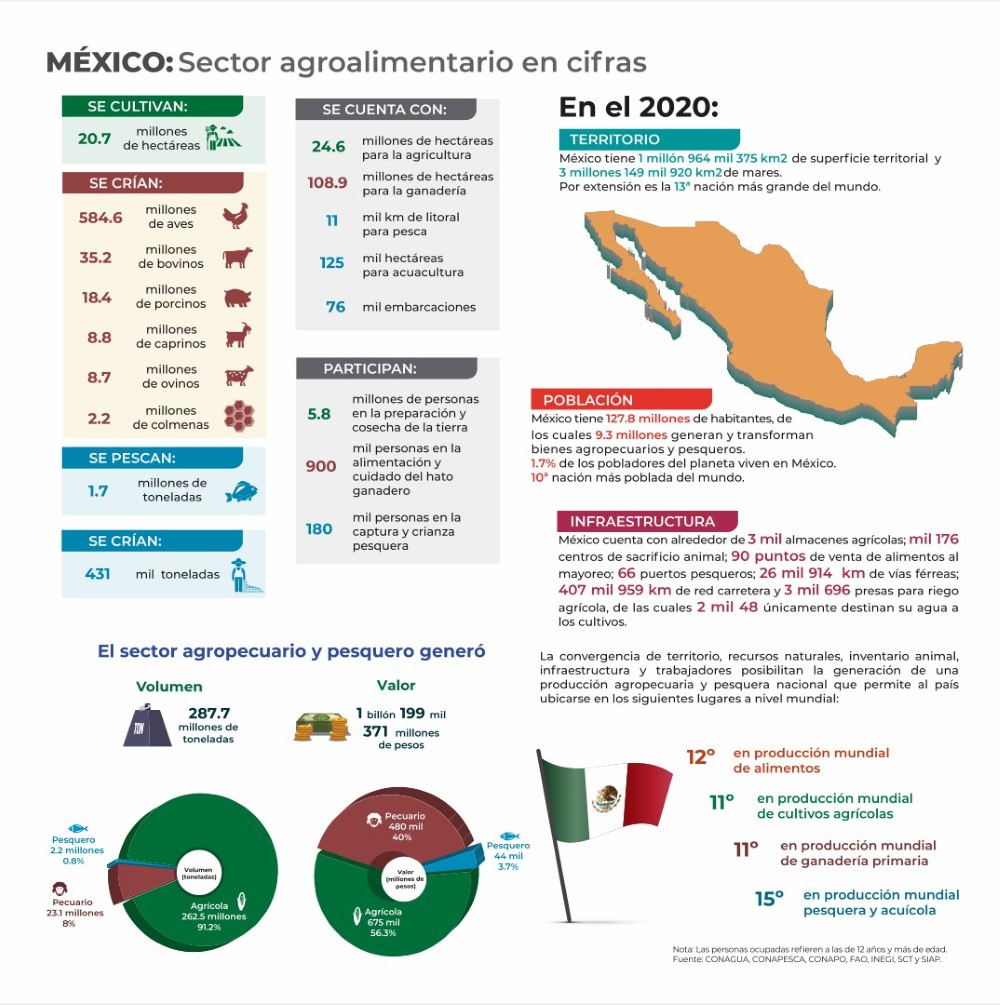 MÉXICO: Sector agroalimentario en cifras
SE CULTIVAN:
20.7 millones
de hectáreas
SE CRÍAN:
584.6 millones
de aves
35.2 millones
de bovinos
18.4 millones
de porcinos
8.8 millones
de caprinos
8.7 millones
de ovinos
2.2 millones
de colmenas
SE PESCAN:
1.7 millones de
toneladas
SE CRÍAN:
431 mil toneladas
SE CUENTA CON:
24.6 millones de hectáreas
para la agricultura
108.9 millones de hectáreas
para la ganadería
11 mil km de litoral
para pesca
125 mil hectáreas
para acuacultura
76 mil embarcaciones
PARTICIPAN:
5.8 millones de personas
en la preparación y
cosecha de la tierra
900 mil personas en la
alimentación y
cuidado del hato
ganadero
180 mil personas en la
captura y crianza
pesquera
En el 2020:
TERRITORIO
México tiene 1 millón 964 mil 375 km2 de superficie territorial y
3 millones 149 mil 920 km2 de mares.
Por extensión es la 13ª nación más grande del mundo.
POBLACIÓN
México tiene 127.8 millones de habitantes, de
los cuales 9.3 millones generan y transforman
bienes agropecuarios y pesqueros.
1.7% de los pobladores del planeta viven en México.
10ª nación más poblada del mundo.
INFRAESTRUCTURA
México cuenta con alrededor de 3 mil almacenes agrícolas; mil 176
centros de sacrificio animal; 90 puntos de venta de alimentos al
mayoreo; 66 puertos pesqueros; 26 mil 914 km de vías férreas;
407 mil 959 km de red carretera y 3 mil 696 presas para riego
agrícola, de las cuales 2 mil 48 únicamente destinan su agua a
los cultivos.
El sector agropecuario y pesquero generó
Volumen
TON
287.7
millones de
toneladas
Valor
1 billón 199 mil
371 millones
de pesos
Pesquero
2.2 millones
0.8%
Pecuario
23.1 millones
8%
Volumen
(toneladas)
Agrícola
262.5 millones
91.2%
Pecuario
480 mil
40%
Pesquero
44 mil
3.7%
Valor
(millones de
pesos)
Agrícola
675 mil
56.3%
La convergencia de territorio, recursos naturales, inventario animal,
infraestructura y trabajadores posibilitan la generación de una
producción agropecuaria y pesquera nacional que permite al país
ubicarse en los siguientes lugares a nivel mundial:
12º en producción mundial
de alimentos
11º en producción mundial
de cultivos agrícolas
11º en producción mundial
de ganadería primaria
15º en producción mundial
pesquera y acuícola
Nota: Las personas ocupadas refieren a las de 12 años y más de edad.
Fuente: CONAGUA, CONAPESCA, CONAPO, FAO, INEGI, SCT y SIAP.